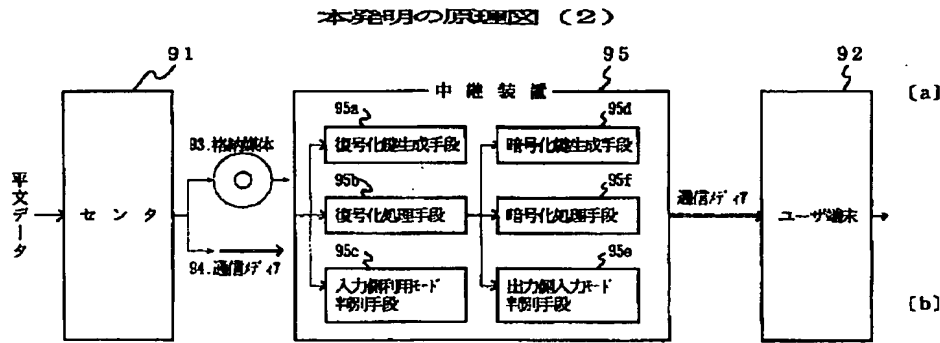 本発明の原理図（2）
91
95
92
中継装置
〔a〕
95a
95d
93.格納媒体
復号化鍵生成手段
暗号化鍵生成手段
平文データ
95b
95f
センタ
復号化処理手段
暗号化処理手段
通信ﾒﾃﾞｨｱ
ユーザ端末
94.通信ﾒﾃﾞｨｱ
95c
95e
入力側利用ﾓｰﾄﾞ
判別手段
出力側入力ﾓｰﾄﾞ
判別手段
〔b〕